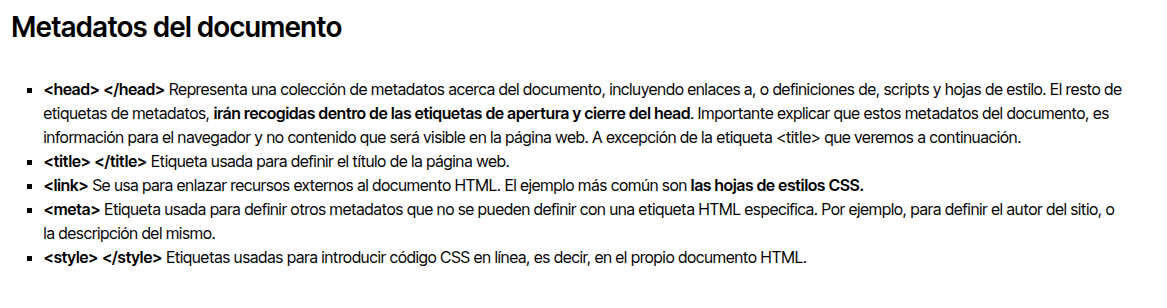 Metadatos del documento
<head> </head> Representa una colección de metadatos acerca del documento, incluyendo enlaces a, o definiciones de, scripts y hojas de estilo. El resto de
etiquetas de metadatos, irán recogidas dentro de las etiquetas de apertura y cierre del head. Importante explicar que estos metadatos del documento, es
información para el navegador y no contenido que será visible en la página web. A excepción de la etiqueta <title> que veremos a continuación.
<title> </title> Etiqueta usada para definir el título de la página web.
<link> Se usa para enlazar recursos externos al documento HTML. El ejemplo más común son las hojas de estilos CSS.
<meta> Etiqueta usada para definir otros metadatos que no se pueden definir con una etiqueta HTML especifica. Por ejemplo, para definir el autor del sitio, o
la descripción del mismo.
<style> </style> Etiquetas usadas para introducir código CSS en línea, es decir, en el propio documento HTML.